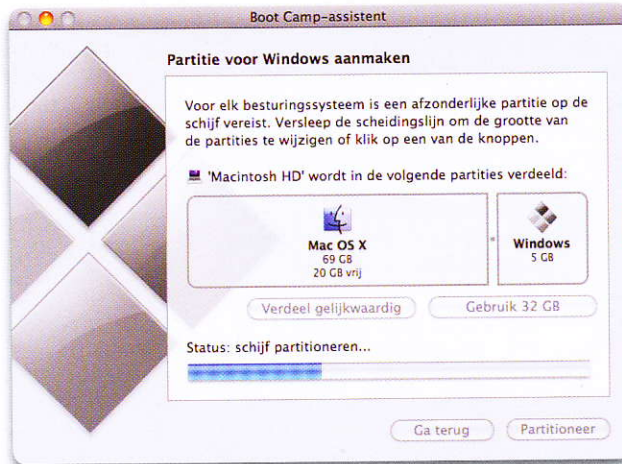 Boot Camp-assistent
Partitie voor Windows aanmaken
Voor elk besturingssysteem is een afzonderlijke partitie op de
schijf vereist. Versleep de scheidingslijn om de grootte van
de partities te wijzigen of klik op een van de knoppen.
'Macintosh HD' wordt in de volgende partities verdeeld:
Mac OS X
69 GB
20 GB vrij
Windows
5 GB
Verdeel gelijkwaardig
Gebruik 32 GB
Status: schijf partitioneren...
Ga terug
Partitioneer